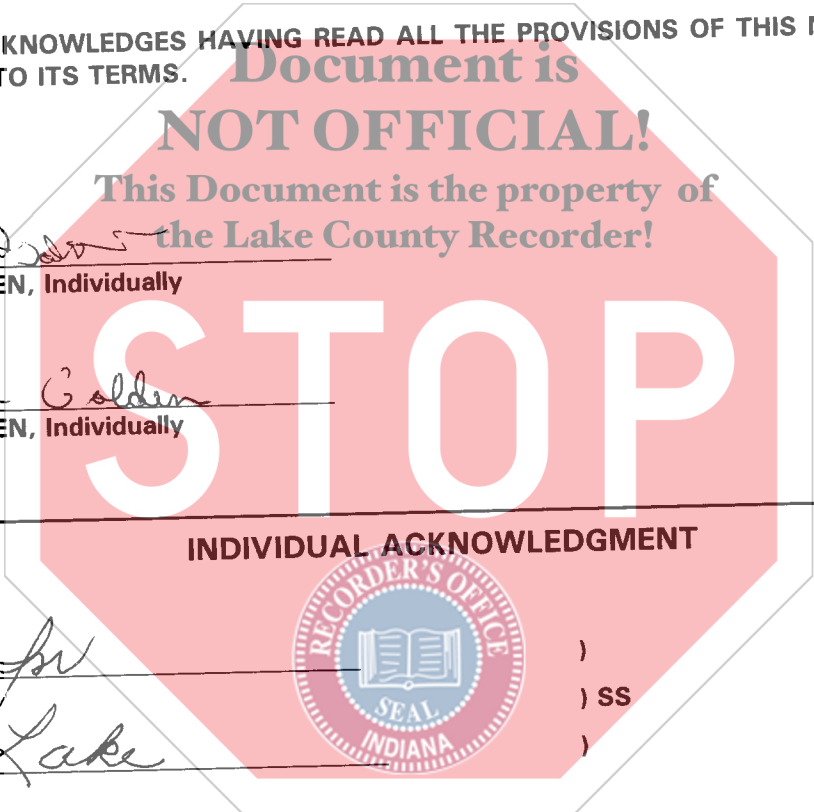 KNOWLEDGES HAVING READ ALL THE PROVISIONS OF THIS
TO ITS TERMS.
Document is
NOT OFFICIAL!
This Document is the property of
the Lake County Recorder!
EN, Individually
Golden
EN, Individually
STOP
INDIVIDUAL ACKNOWLEDGMENT
RECORDER'S OFFICE
SEAL
INDIANA
)
) SS
Lake )